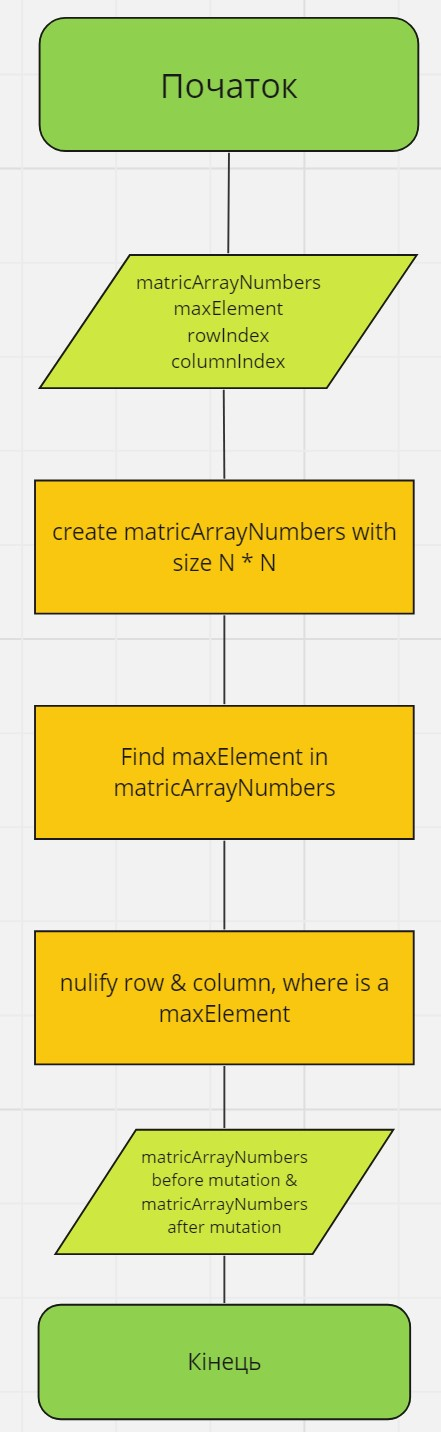 Початок
matricArrayNumbers
maxElement
rowIndex
columnIndex
create matricArrayNumbers with
size N * N
Find maxElement in
matricArrayNumbers
nulify row & column, where is a
maxElement
matricArrayNumbers
before mutation &
matricArrayNumbers
after mutation
Кінець